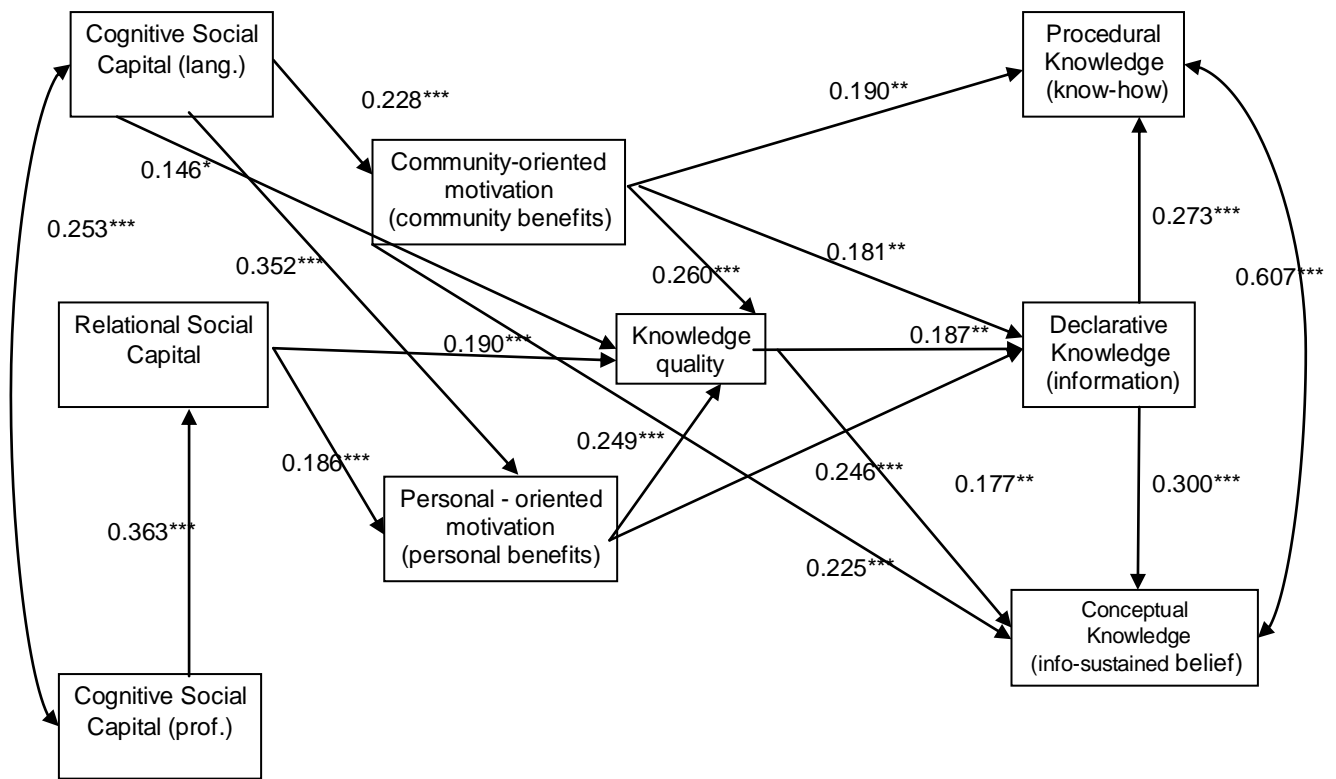 Cognitive Social
Capital (lang.)
Procedural
Knowledge
(know-how)
0.228***
0.190**
0.146*
Community-oriented
motivation
(community benefits)
0.253***
0.352***
0.273***
0.181**
0.260***
0.607***
Relational Social
Capital
0.190***
Knowledge
quality
0.187**
Declarative
Knowledge
(information)
0.186***
0.249***
0.246***
0.177**
0.300***
Personal - oriented
motivation
(personal benefits)
0.363***
0.225***
Conceptual
Knowledge
(info-sustained belief)
Cognitive Social
Capital (prof.)